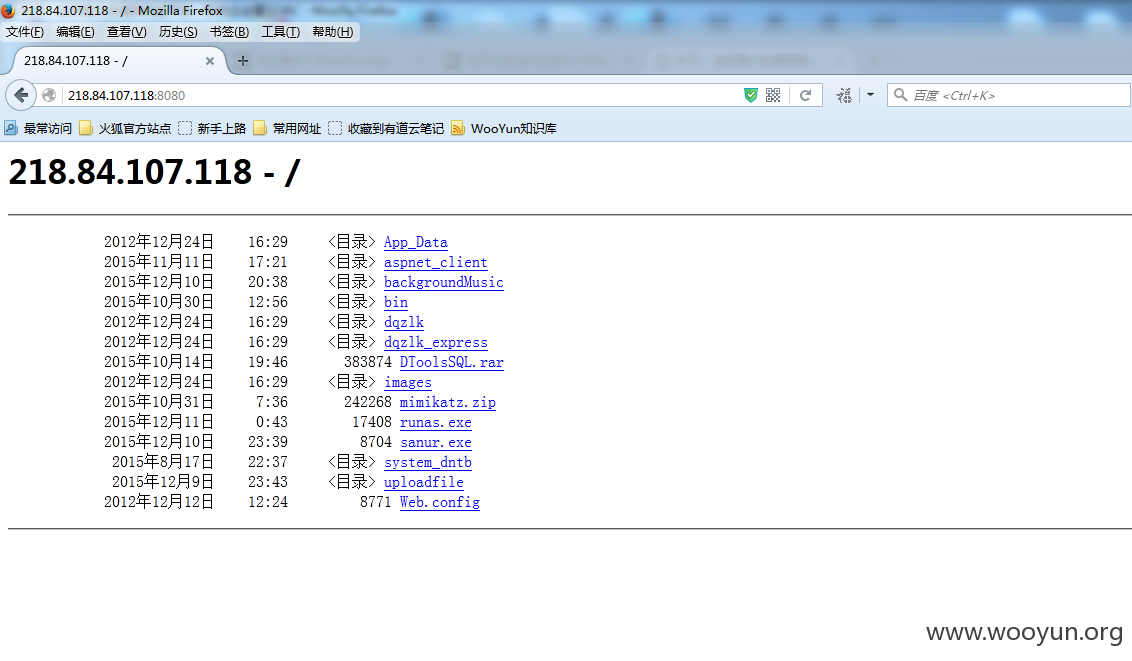 218.84.107.118 - / - Mozilla Firefox
文件(F) 编辑(E) 查看(V) 历史(S) 书签(B) 工具(T) 帮助(H)
218.84.107.118 - /
218.84.107.118:8080
百度 <Ctrl+K>
最常访问 火狐官方站点 新手上路 常用网址 收藏到有道云笔记 WooYun知识库
218.84.107.118 - /
2012年12月24日 16:29 <目录> App_Data
2015年11月11日 17:21 <目录> aspnet_client
2015年12月10日 20:38 <目录> backgroundMusic
2015年10月30日 12:56 <目录> bin
2012年12月24日 16:29 <目录> dqzlk
2012年12月24日 16:29 <目录> dqzlk_express
2015年10月14日 19:46 383874 DToolsSQL.rar
2012年12月24日 16:29 <目录> images
2015年10月31日 7:36 242268 mimikatz.zip
2015年12月11日 0:43 17408 runas.exe
2015年12月10日 23:39 8704 sanur.exe
2015年8月17日 22:37 <目录> system_dntb
2015年12月9日 23:43 <目录> uploadfile
2012年12月12日 12:24 8771 Web.config
www.wooyun.org